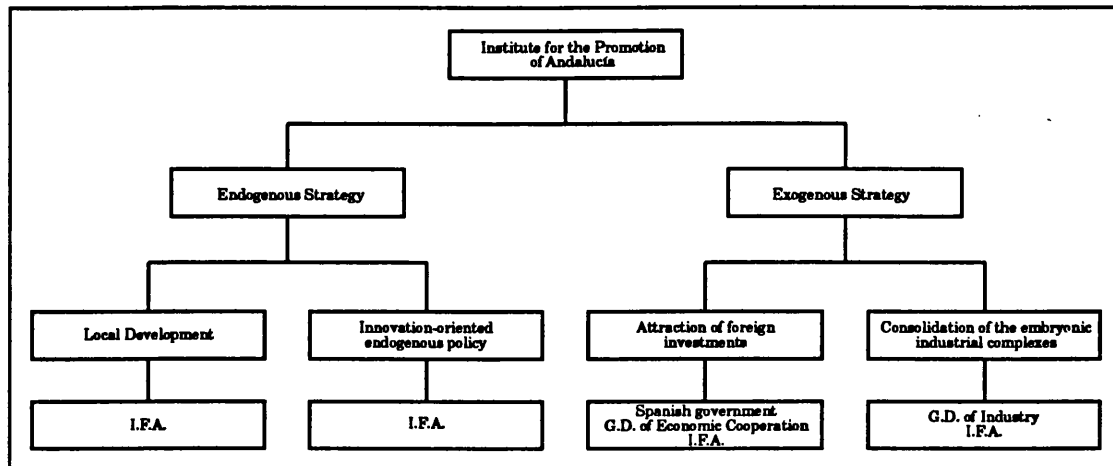 Institute for the Promotion
of Andalucía
Endogenous Strategy
Exogenous Strategy
Local Development
Innovation-oriented
endogenous policy
Attraction of foreign
investments
Consolidation of the embryonic
industrial complexes
I.F.A.
I.F.A.
Spanish government
G.D. of Economic Cooperation
I.F.A.
G.D. of Industry
I.F.A.